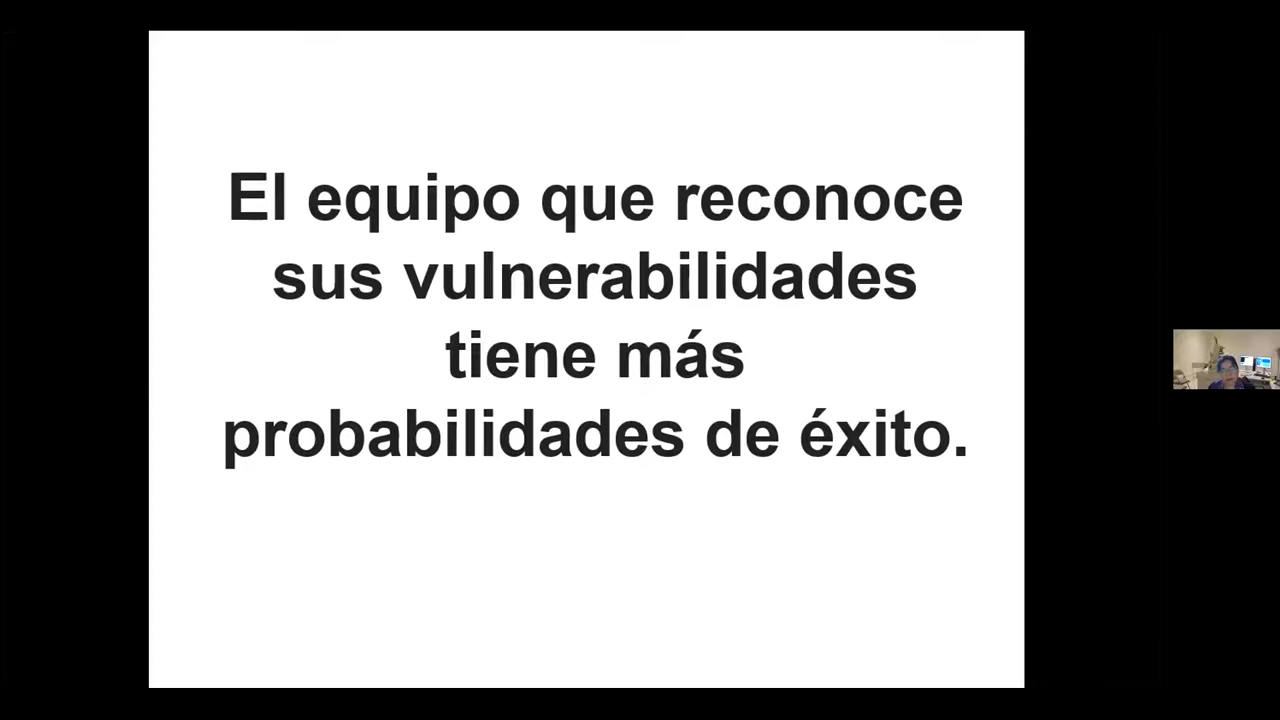 El equipo que reconoce
sus vulnerabilidades
tiene más
probabilidades de éxito.